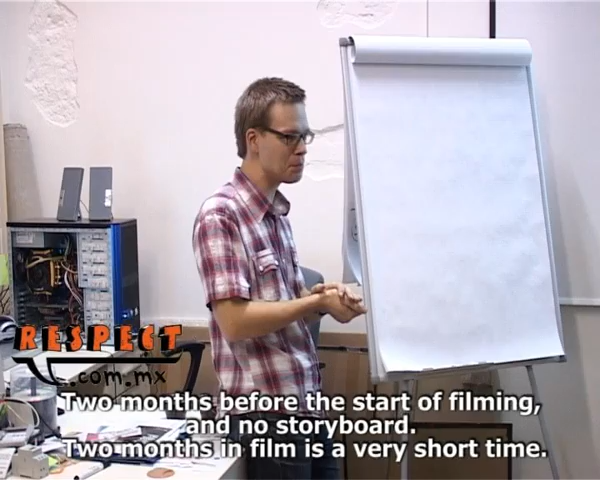 RESPECT
.com.mx
Two months before the start of filming,
and no storyboard.
Two months in film is a very short time.